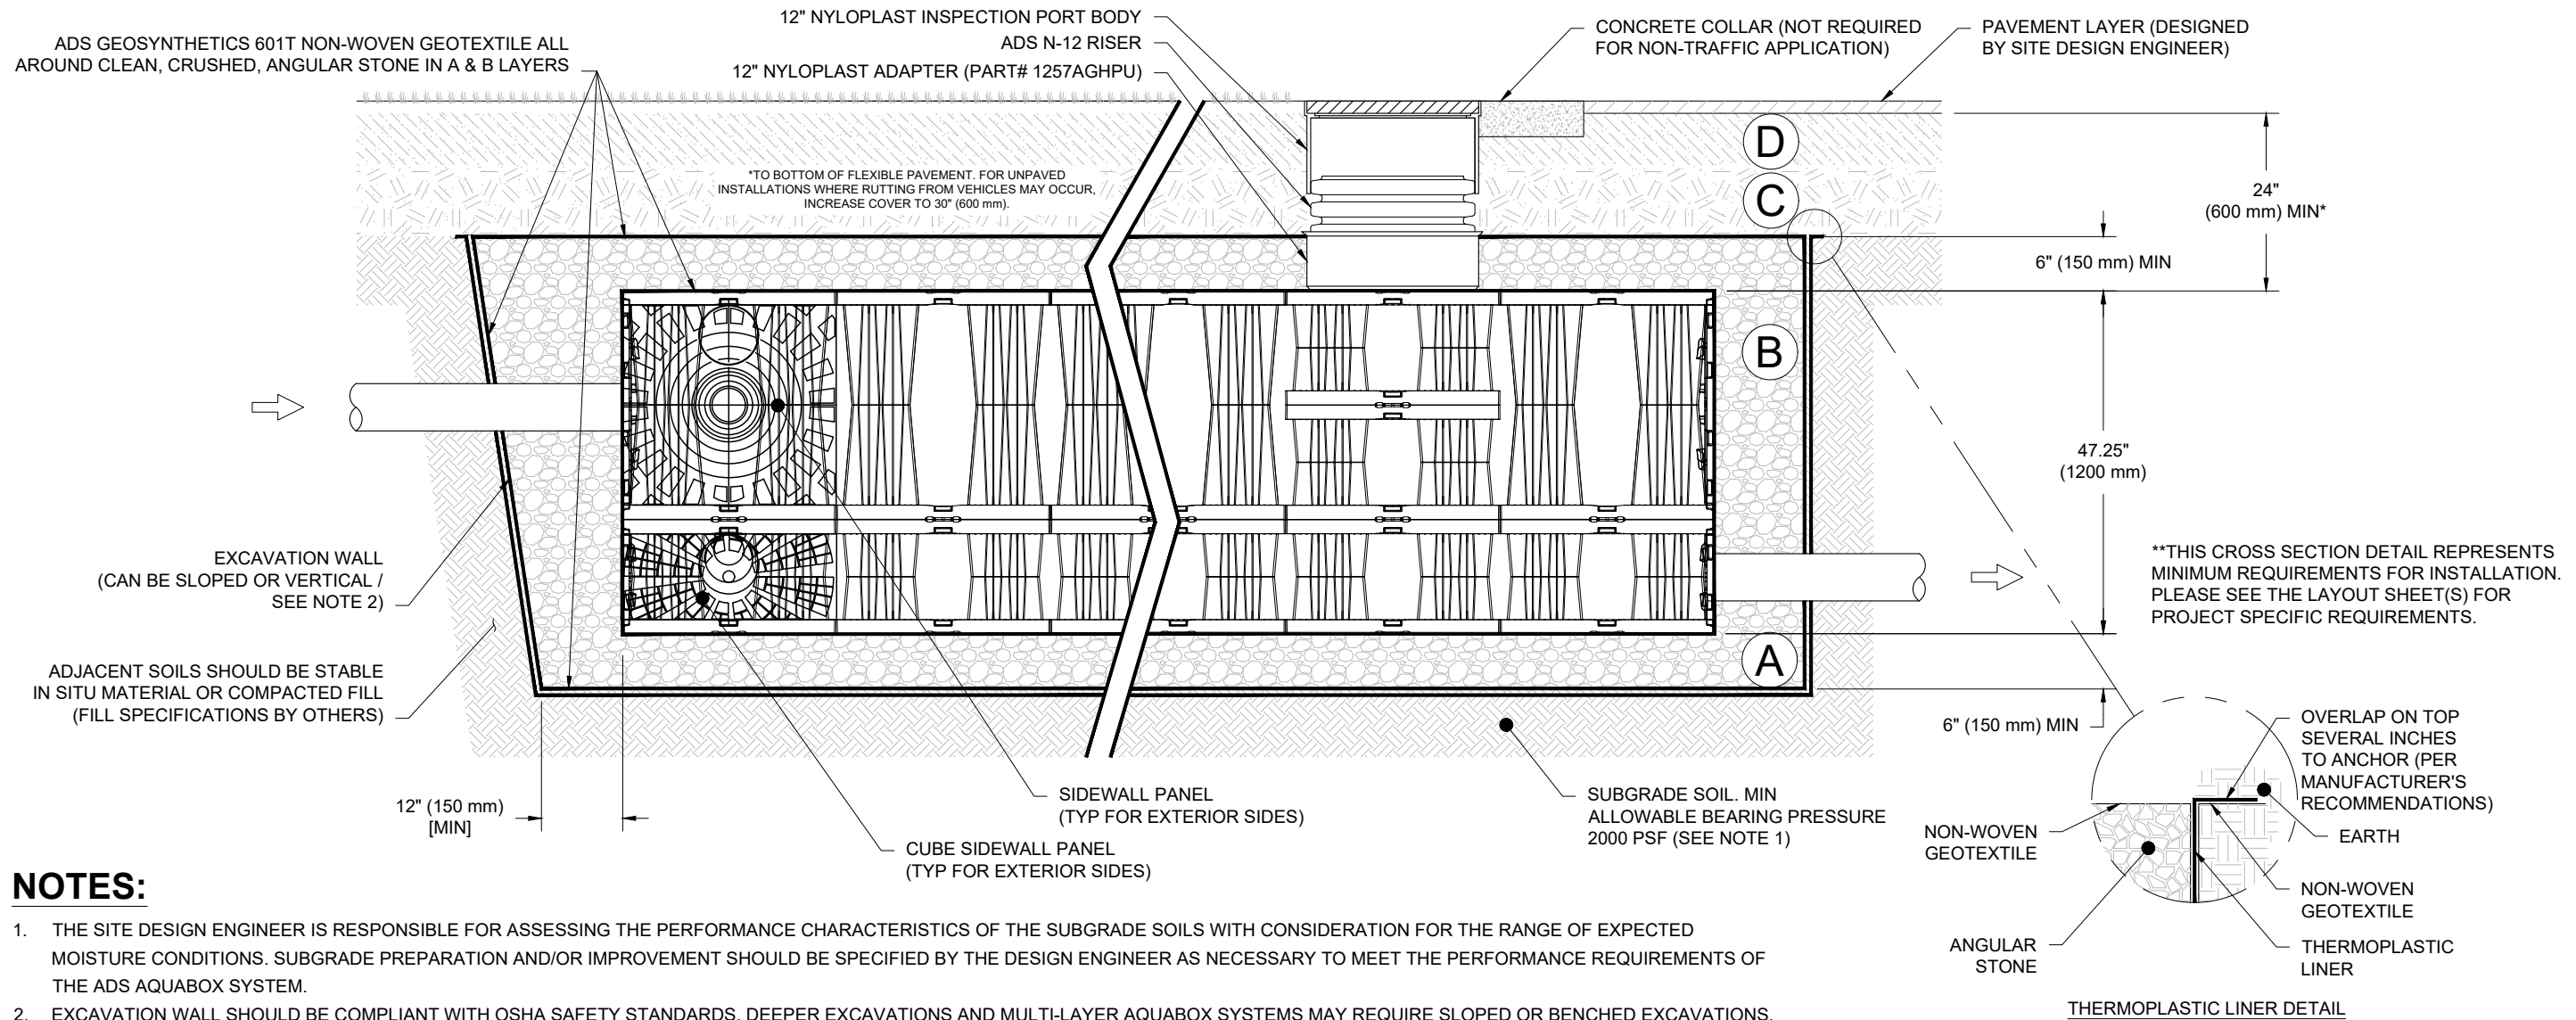 12" NYLOPLAST INSPECTION PORT BODY
ADS N-12 RISER
12" NYLOPLAST ADAPTER (PART# 1257AGHPU)
ADS GEOSYNTHETICS 601T NON-WOVEN GEOTEXTILE ALL
AROUND CLEAN, CRUSHED, ANGULAR STONE IN A & B LAYERS
CONCRETE COLLAR (NOT REQUIRED
FOR NON-TRAFFIC APPLICATION)
PAVEMENT LAYER (DESIGNED
BY SITE DESIGN ENGINEER)
*TO BOTTOM OF FLEXIBLE PAVEMENT. FOR UNPAVED
INSTALLATIONS WHERE RUTTING FROM VEHICLES MAY OCCUR,
INCREASE COVER TO 30" (600 mm).
D
C
24"
(600 mm) MIN*
6" (150 mm) MIN
B
47.25"
(1200 mm)
EXCAVATION WALL
(CAN BE SLOPED OR VERTICAL /
SEE NOTE 2)
**THIS CROSS SECTION DETAIL REPRESENTS
MINIMUM REQUIREMENTS FOR INSTALLATION.
PLEASE SEE THE LAYOUT SHEET(S) FOR
PROJECT SPECIFIC REQUIREMENTS.
A
ADJACENT SOILS SHOULD BE STABLE
IN SITU MATERIAL OR COMPACTED FILL
(FILL SPECIFICATIONS BY OTHERS)
6" (150 mm) MIN
12" (150 mm)
[MIN]
SIDEWALL PANEL
(TYP FOR EXTERIOR SIDES)
CUBE SIDEWALL PANEL
(TYP FOR EXTERIOR SIDES)
SUBGRADE SOIL. MIN
ALLOWABLE BEARING PRESSURE
2000 PSF (SEE NOTE 1)
OVERLAP ON TOP
SEVERAL INCHES
TO ANCHOR (PER
MANUFACTURER'S
RECOMMENDATIONS)
NON-WOVEN
GEOTEXTILE
EARTH
NON-WOVEN
GEOTEXTILE
ANGULAR
STONE
THERMOPLASTIC
LINER
THERMOPLASTIC LINER DETAIL
NOTES:
1. THE SITE DESIGN ENGINEER IS RESPONSIBLE FOR ASSESSING THE PERFORMANCE CHARACTERISTICS OF THE SUBGRADE SOILS WITH CONSIDERATION FOR THE RANGE OF EXPECTED
MOISTURE CONDITIONS. SUBGRADE PREPARATION AND/OR IMPROVEMENT SHOULD BE SPECIFIED BY THE DESIGN ENGINEER AS NECESSARY TO MEET THE PERFORMANCE REQUIREMENTS OF
THE ADS AQUABOX SYSTEM.
2. EXCAVATION WALL SHOULD BE COMPLIANT WITH OSHA SAFETY STANDARDS. DEEPER EXCAVATIONS AND MULTI-LAYER AQUABOX SYSTEMS MAY REQUIRE SLOPED OR BENCHED EXCAVATIONS.